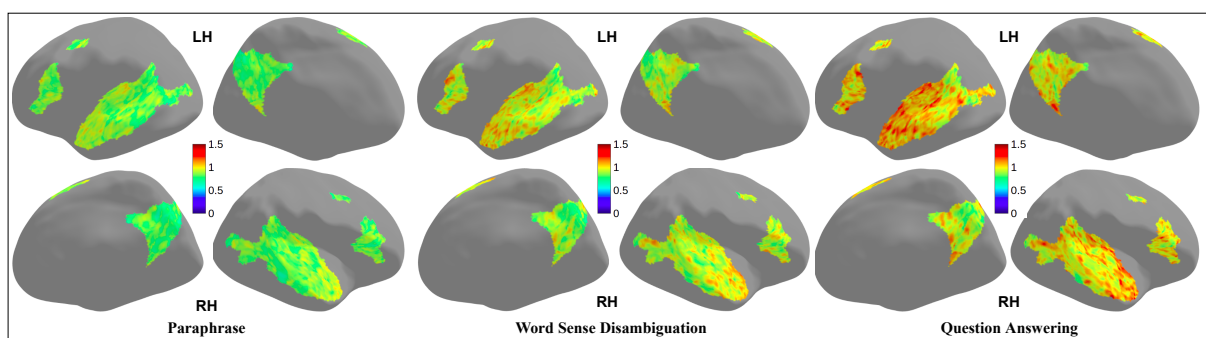 LH LH LH
1.5 1.5 1.5
1 1 1
0.5 0.5 0.5
0 0 0
RH RH RH
Paraphrase Word Sense Disambiguation Question Answering